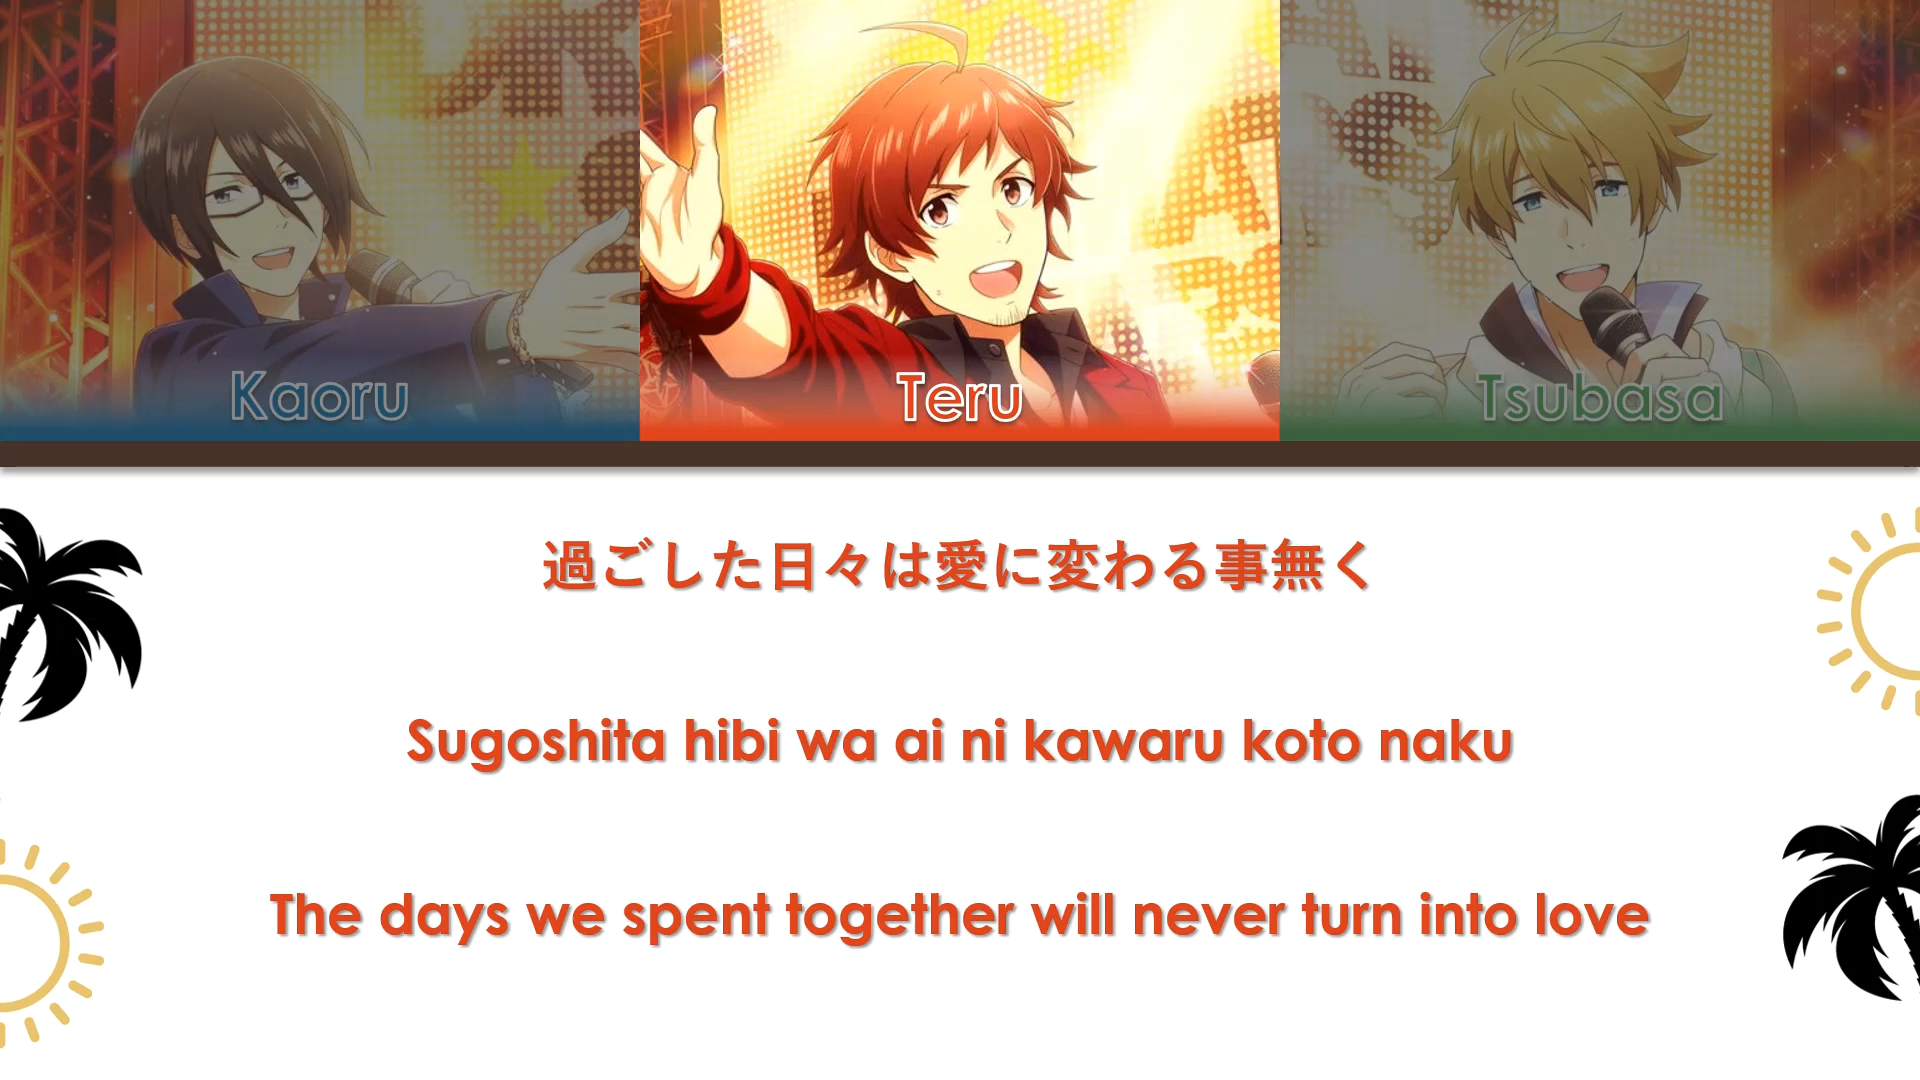 Kaoru
Teru
Tsubasa
過ごした日々は愛に変わる事無く
Sugoshita hibi wa ai ni kawaru koto naku
The days we spent together will never turn into love